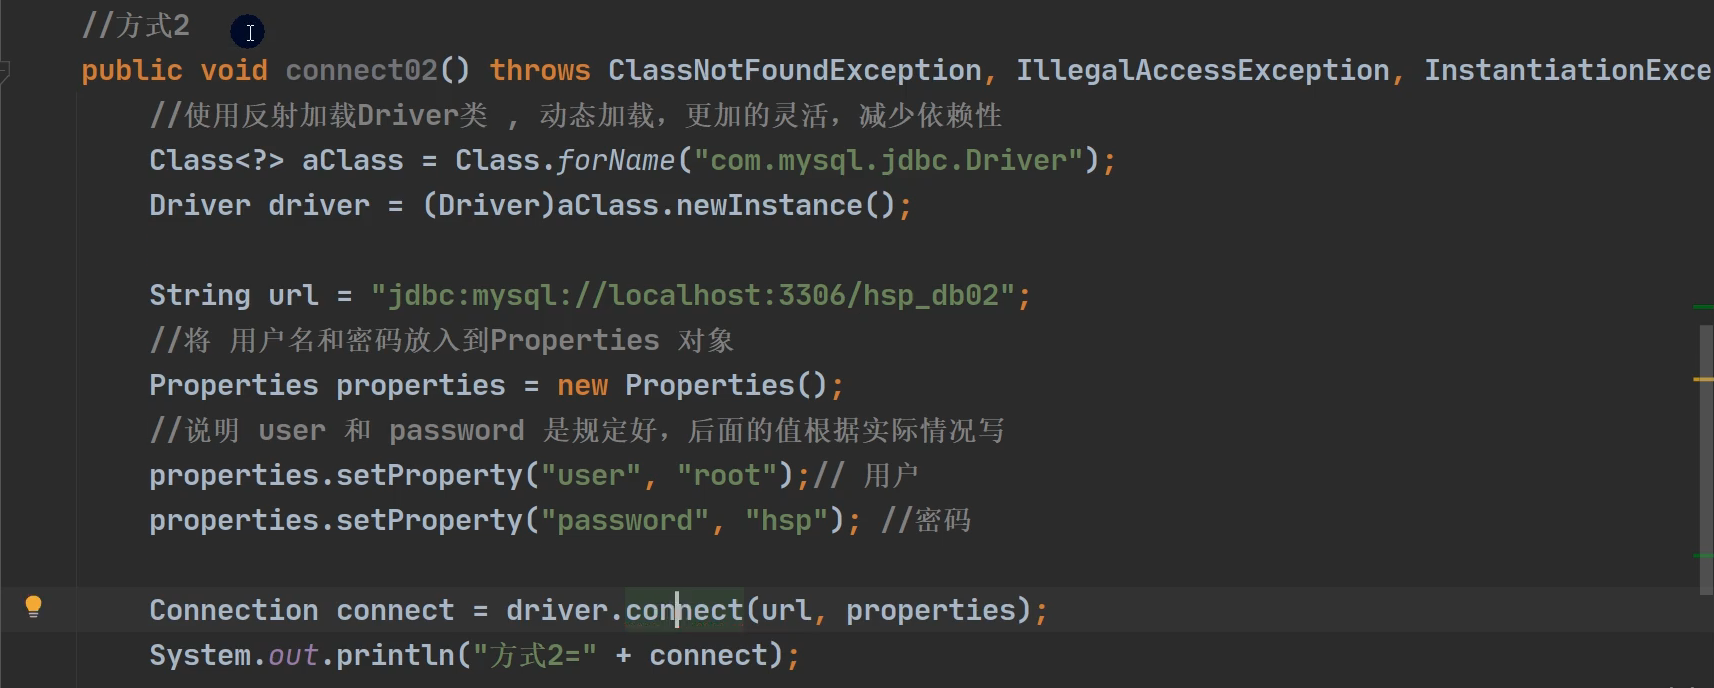 //方式2
public void connect02() throws ClassNotFoundException, IllegalAccessException, InstantiationExce
//使用反射加载Driver类 , 动态加载，更加的灵活，减少依赖性
Class<?> aClass = Class.forName("com.mysql.jdbc.Driver");
Driver driver = (Driver)aClass.newInstance();
String url = "jdbc:mysql://localhost:3306/hsp_db02";
//将 用户名和密码放入到Properties 对象
Properties properties = new Properties();
//说明 user 和 password 是规定好，后面的值根据实际情况写
properties.setProperty("user", "root");// 用户
properties.setProperty("password", "hsp"); //密码
Connection connect = driver.connect(url, properties);
System.out.println("方式2=" + connect);